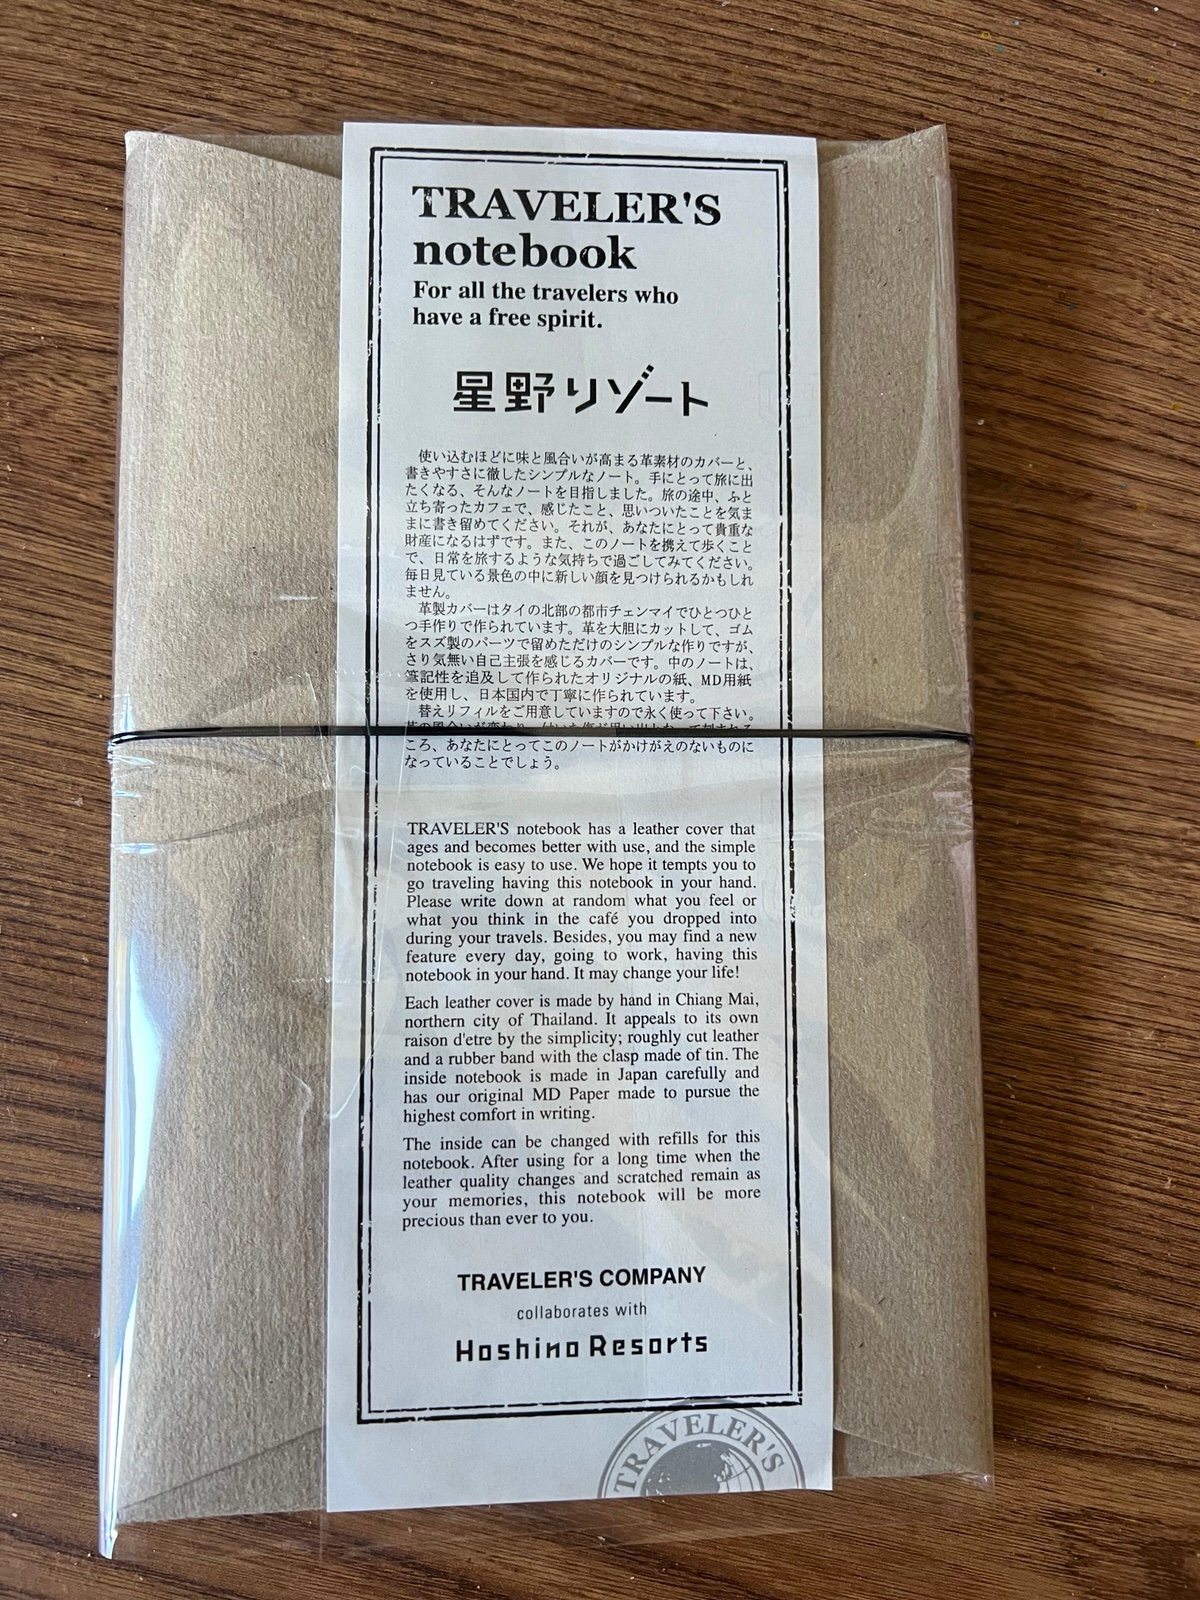 TRAVELER'S
notebook
For all the travelers who
have a free spirit.
星野リゾート
使い込むほどに味と風合いが高まる革素材のカバーと、
書きやすさに徹したシンプルなノート。手にとって旅に出
たくなる、そんなノートを目指しました。旅の途中、ふと
立ち寄ったカフェで、感じたこと、思いついたことを気ま
まに書き留めてください。それが、あなたにとって貴重な
財産になるはずです。また、このノートを携えて歩くこと
で、日常を旅するような気持ちで過ごしてみてください。
毎日見ている景色の中に新しい顔を見つけられるかもしれ
ません。
革製カバーはタイの北部の都市チェンマイでひとつひと
つ手作りで作られています。革を大胆にカットして、ゴム
をスズ製のパーツで留めただけのシンプルな作りですが、
さり気無い自己主張を感じるカバーです。中のノートは、
筆記性を追及して作られたオリジナルの紙、MD用紙
を使用し、日本国内で丁寧に作られています。
替えリフィルをご用意していますので永く使って下さい。
革の風合いが変わり、
ころ、あなたにとってこのノートがかけがえのないものに
なっていることでしょう。
TRAVELER'S notebook has a leather cover that
ages and becomes better with use, and the simple
notebook is easy to use. We hope it tempts you to
go traveling having this notebook in your hand.
Please write down at random what you feel or
what you think in the café you dropped into
during your travels. Besides, you may find a new
feature every day, going to work, having this
notebook in your hand. It may change your life!
Each leather cover is made by hand in Chiang Mai,
northern city of Thailand. It appeals to its own
raison d'etre by the simplicity; roughly cut leather
and a rubber band with the clasp made of tin. The
inside notebook is made in Japan carefully and
has our original MD Paper made to pursue the
highest comfort in writing.
The inside can be changed with refills for this
notebook. After using for a long time when the
leather quality changes and scratched remain as
your memories, this notebook will be more
precious than ever to you.
TRAVELER'S COMPANY
collaborates with
Hoshino Resorts
TRAVELER'S